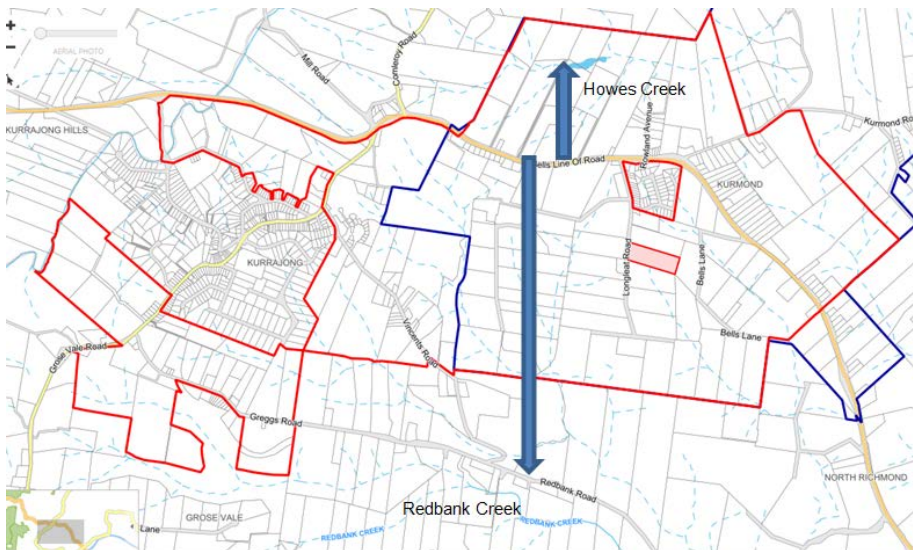 +
−
AERIAL PHOTO
Mill Road
Comleroy Road
Howes Creek
KURRAJONG HILLS
Rowland Avenue
Kurmond Ro
Bells Line Of Road
KURMOND
KURRAJONG
Longleaf Road
Bells Lane
Vincents Road
Bells Lane
Grose Vale Road
Greggs Road
Redbank Road
NORTH RICHMOND
Redbank Creek
GROSE VALE
Lane
REDBANK CREEK
REDBANK CREEK